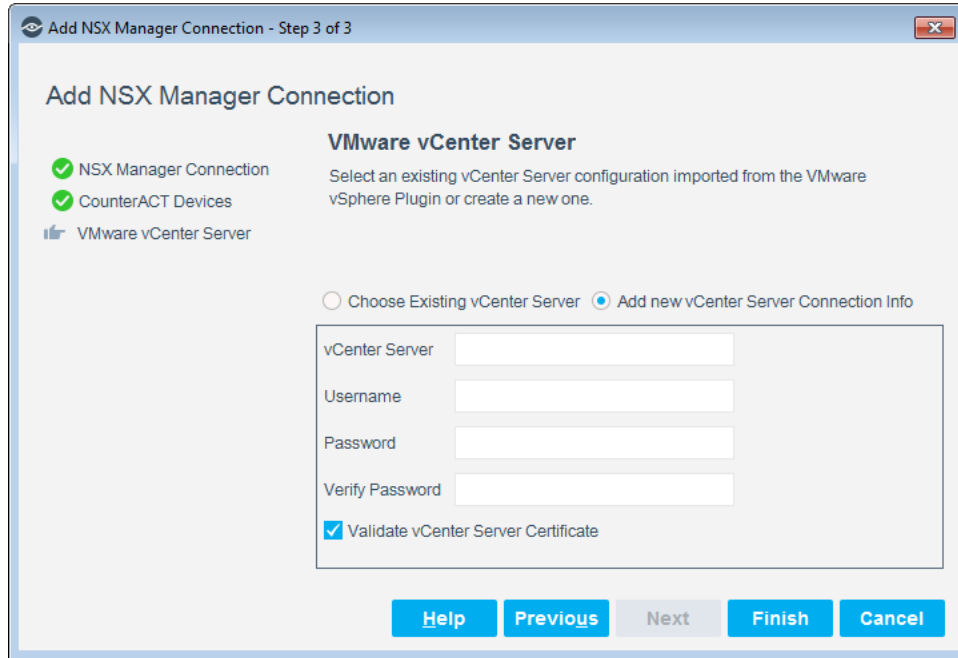 Add NSX Manager Connection - Step 3 of 3
Add NSX Manager Connection
NSX Manager Connection
CounterACT Devices
VMware vCenter Server
VMware vCenter Server
Select an existing vCenter Server configuration imported from the VMware
vSphere Plugin or create a new one.
Choose Existing vCenter Server Add new vCenter Server Connection Info
vCenter Server
Username
Password
Verify Password
Validate vCenter Server Certificate
Help Previous Next Finish Cancel